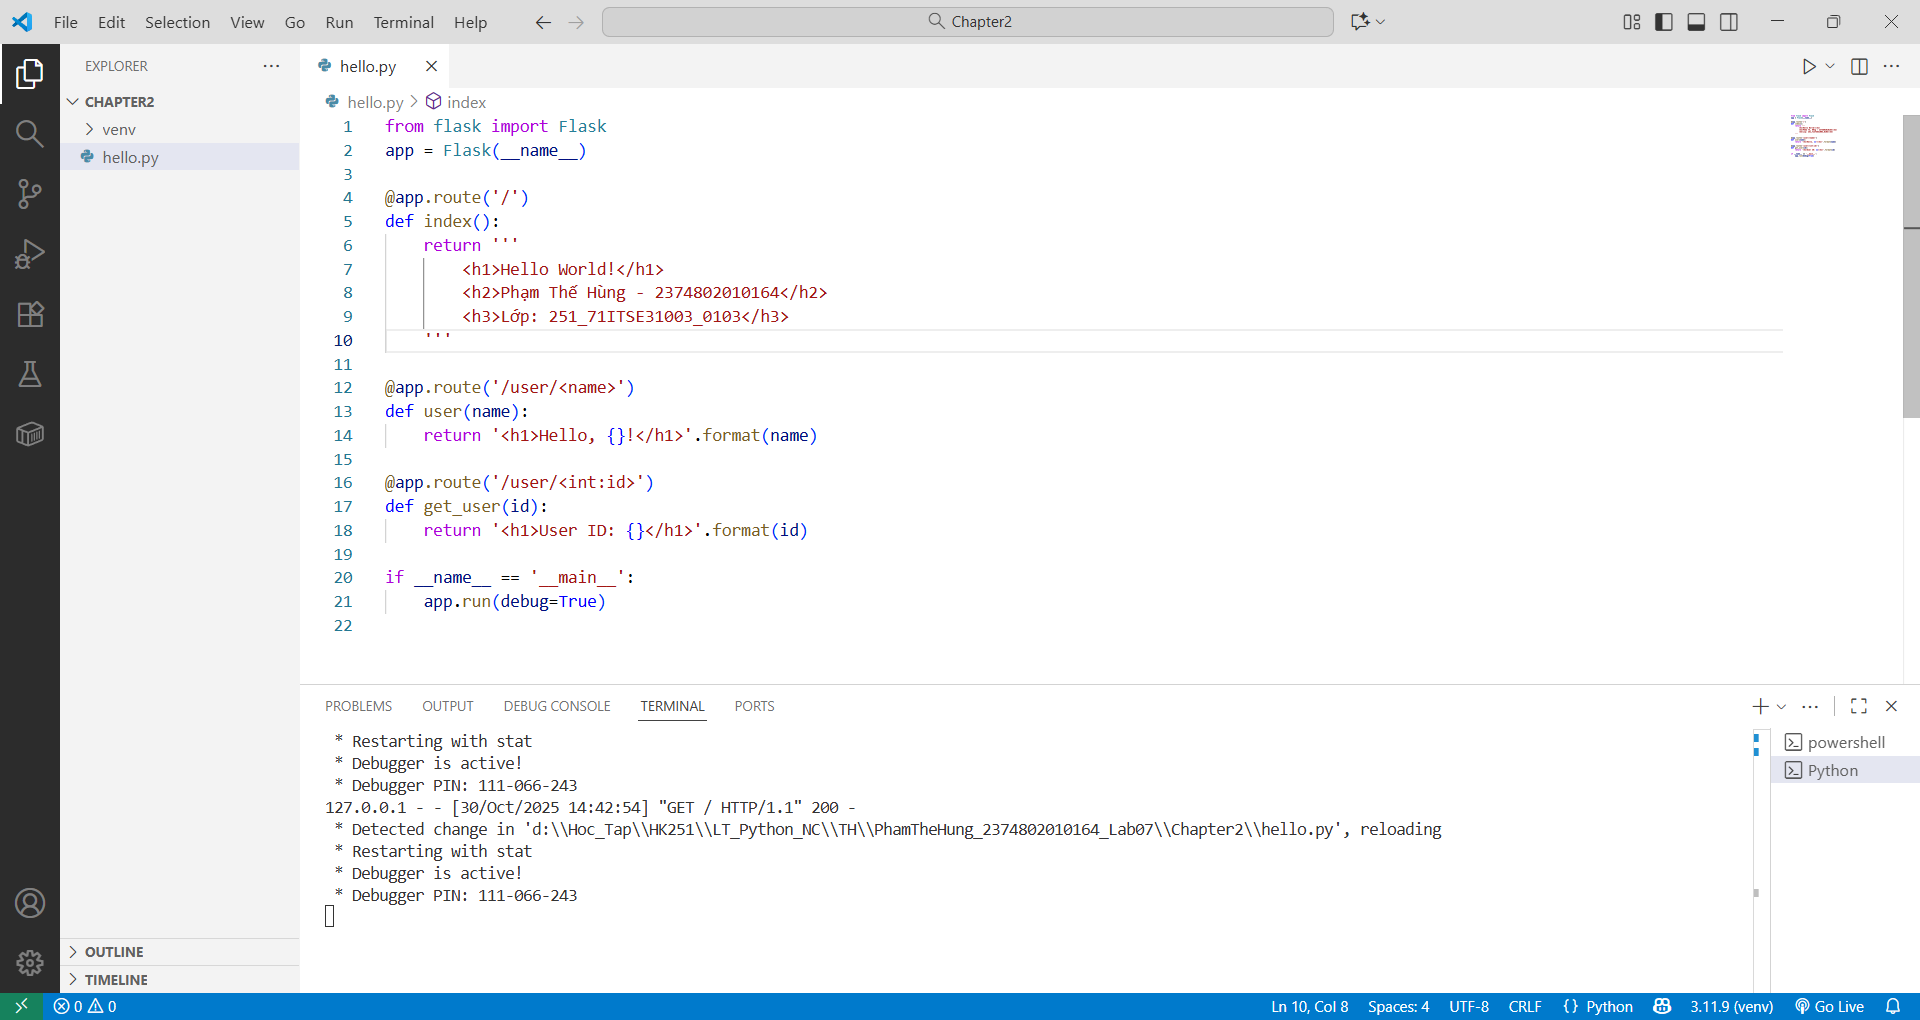 File Edit Selection View Go Run Terminal Help
Chapter2
EXPLORER
CHAPTER2
venv
hello.py
OUTLINE
TIMELINE
hello.py
hello.py > index
1 from flask import Flask
2 app = Flask(__name__)
3
4 @app.route('/')
5 def index():
6     return '''
7         <h1>Hello World!</h1>
8         <h2>Phạm Thế Hùng - 2374802010164</h2>
9         <h3>Lớp: 251_71ITSE31003_0103</h3>
10     '''
11
12 @app.route('/user/<name>')
13 def user(name):
14     return '<h1>Hello, {}!</h1>'.format(name)
15
16 @app.route('/user/<int:id>')
17 def get_user(id):
18     return '<h1>User ID: {}</h1>'.format(id)
19
20 if __name__ == '__main__':
21     app.run(debug=True)
22
PROBLEMS OUTPUT DEBUG CONSOLE TERMINAL PORTS
* Restarting with stat
* Debugger is active!
* Debugger PIN: 111-066-243
127.0.0.1 - - [30/Oct/2025 14:42:54] "GET / HTTP/1.1" 200 -
* Detected change in 'd:\\Hoc_Tap\\HK251\\LT_Python_NC\\TH\\PhamTheHung_2374802010164_Lab07\\Chapter2\\hello.py', reloading
* Restarting with stat
* Debugger is active!
* Debugger PIN: 111-066-243
powershell
Python
0 0 Ln 10, Col 8 Spaces: 4 UTF-8 CRLF {} Python 3.11.9 (venv) Go Live